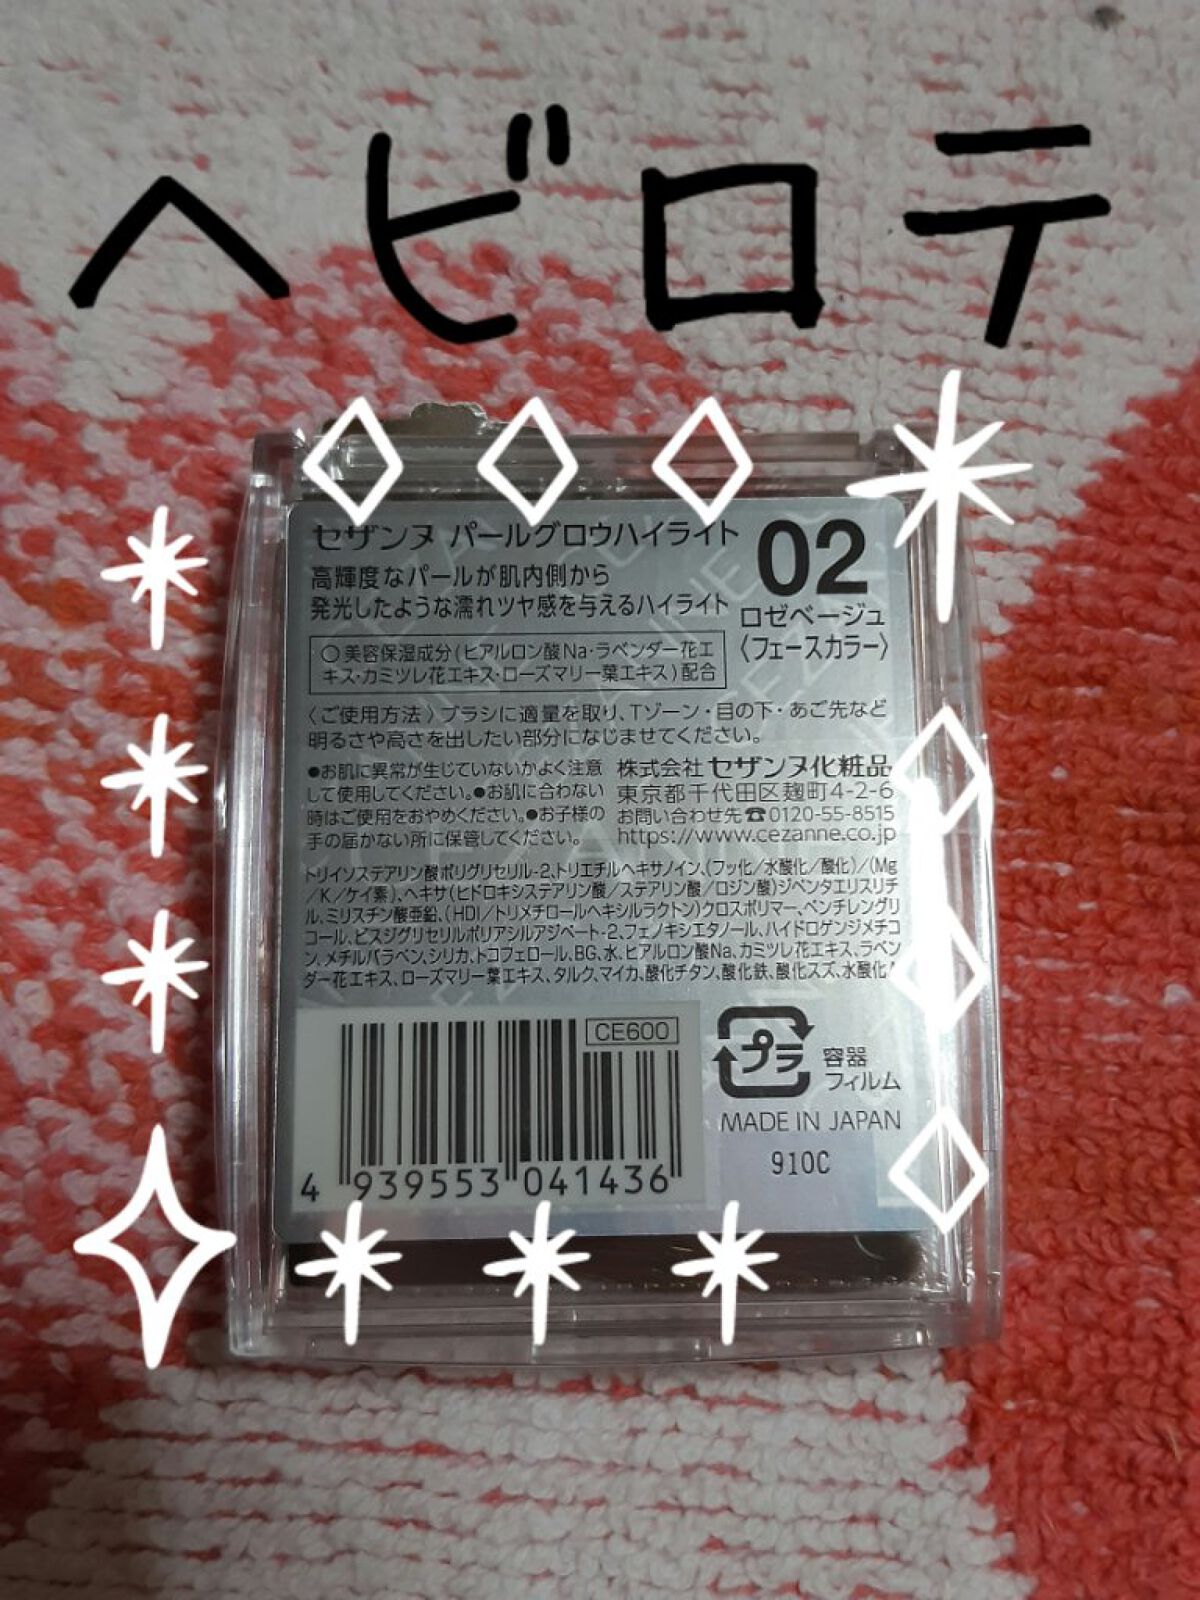 ヘビロテ
セザンヌ パールグロウハイライト
高輝度なパールが肌内側から
発光したような濡れツヤ感を与えるハイライト
02
ロゼベージュ
〈フェースカラー〉
○美容保湿成分(ヒアルロン酸Na・ラベンダー花エ
キス・カミツレ花エキス・ローズマリー葉エキス)配合
〈ご使用方法〉ブラシに適量を取り、Tゾーン・目の下・あご先など
明るさや高さを出したい部分になじませてください。
●お肌に異常が生じていないかよく注意
して使用してください。●お肌に合わない
時はご使用をおやめください。●お子様の
手の届かない所に保管してください。
株式会社 セザンヌ化粧品
東京都千代田区麹町4-2-6
お問い合わせ先☎0120-55-8515
https://www.cezanne.co.jp
トリイソステアリン酸ポリグリセリル-2、トリエチルヘキサノイン、(フッ化/水酸化/酸化)/(Mg
/K/ケイ素)、ヘキサ(ヒドロキシステアリン酸/ステアリン酸/ロジン酸)ジペンタエリスリチ
ル、ミリスチン酸亜鉛、(HDI/トリメチロールヘキシルラクトン)クロスポリマー、ペンチレングリ
コール、ビスジグリセリルポリアシルアジペート-2、フェノキシエタノール、ハイドロゲンジメチコ
ン、メチルパラベン、シリカ、トコフェロール、BG、水、ヒアルロン酸Na、カミツレ花エキス、ラベン
ダー花エキス、ローズマリー葉エキス、タルク、マイカ、酸化チタン、酸化鉄、酸化スズ、水酸化A
CE600
4 939553 041436
プラ
容器
フィルム
MADE IN JAPAN
910C